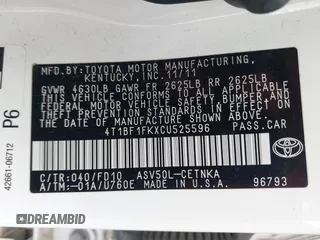 MFD.BY:TOYOTA MOTOR MANUFACTURING,
KENTUCKY,INC.11/11
GVWR 4630LB GAWR FR 2625LB RR 2625LB
THIS VEHICLE CONFORMS TO ALL APPLICABLE
FEDERAL MOTOR VEHICLE SAFETY, BUMPER, AND
THEFT PREVENTION STANDARDS IN EFFECT ON
THE DATE OF MANUFACTURE SHOWN ABOVE.
4T1BF1FKXCU525596 PASS.CAR
C/TR:040/FD10 ASV50L-CETNKA
A/TM:-01A/U760E MADE IN U.S.A. 96793
TOYOTA
P6
42661-06712
DREAMBID